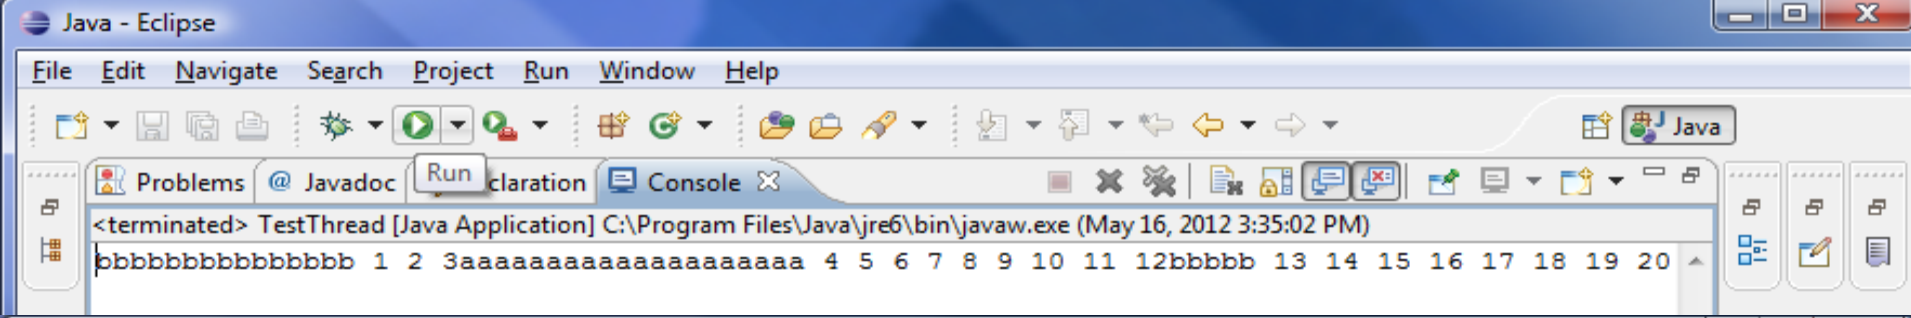 Java - Eclipse
File Edit Navigate Search Project Run Window Help
Java
Problems @ Javadoc Run claration Console
<terminated> TestThread [Java Application] C:\Program Files\Java\jre6\bin\javaw.exe (May 16, 2012 3:35:02 PM)
bbbbbbbbbbbbbbb 1 2 3aaaaaaaaaaaaaaaaaaaa 4 5 6 7 8 9 10 11 12bbbbb 13 14 15 16 17 18 19 20